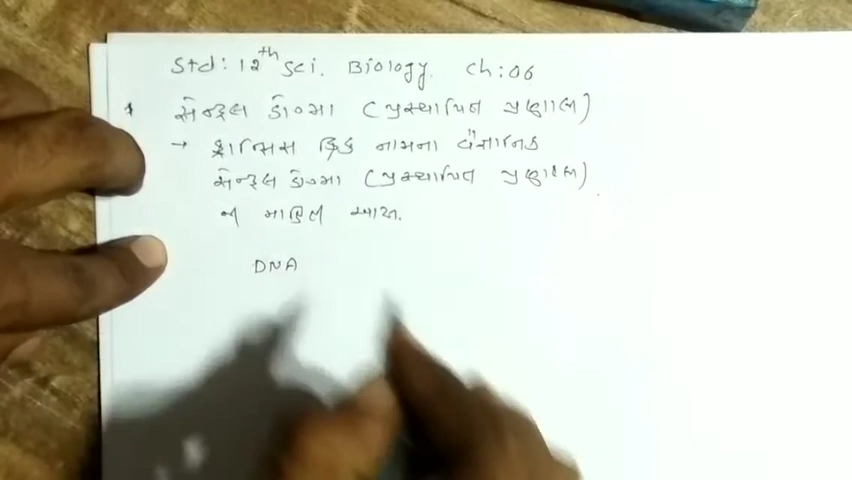 Std: 12th Sci. Biology. Ch: 06
* સેન્ટ્રલ ડોગ્મા (પ્રસ્થાપિત પ્રણાલ)
→ ફ્રાન્સિસ ક્રિક નામના વૈજ્ઞાનિક
સેન્ટ્રલ ડોગ્મા (પ્રસ્થાપિત પ્રણાલ)
ની માહિતી આપી.
DNA